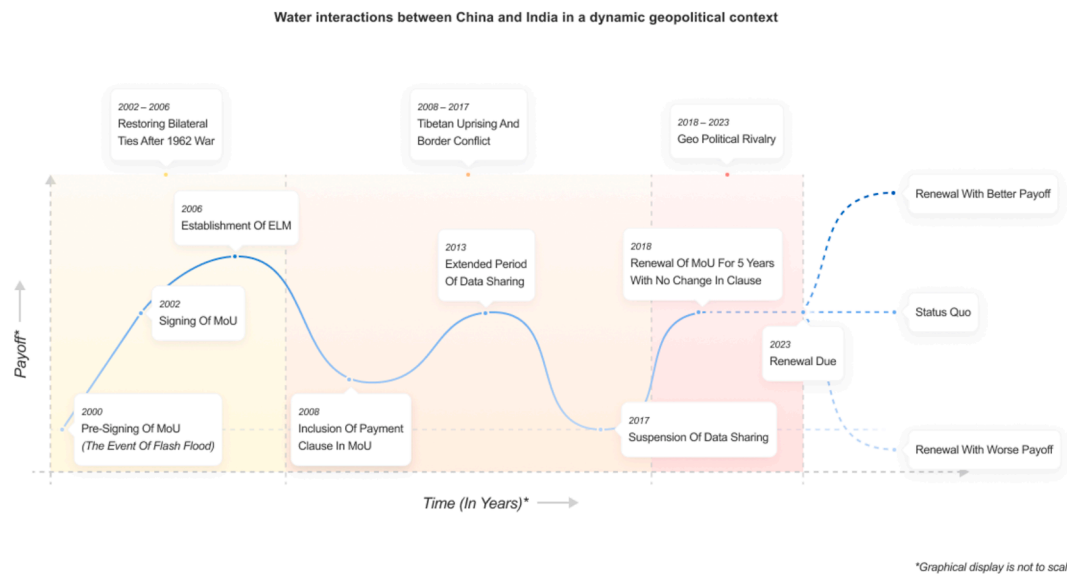 Water interactions between China and India in a dynamic geopolitical context
2002 – 2006
Restoring Bilateral
Ties After 1962 War
2008 – 2017
Tibetan Uprising And
Border Conflict
2018 – 2023
Geo Political Rivalry
2006
Establishment Of ELM
2002
Signing Of MoU
2000
Pre-Signing Of MoU
(The Event Of Flash Flood)
2008
Inclusion Of Payment
Clause In MoU
2013
Extended Period
Of Data Sharing
2017
Suspension Of Data Sharing
2018
Renewal Of MoU For 5 Years
With No Change In Clause
2023
Renewal Due
Renewal With Better Payoff
Status Quo
Renewal With Worse Payoff
Payoff*
Time (In Years)*
*Graphical display is not to scal